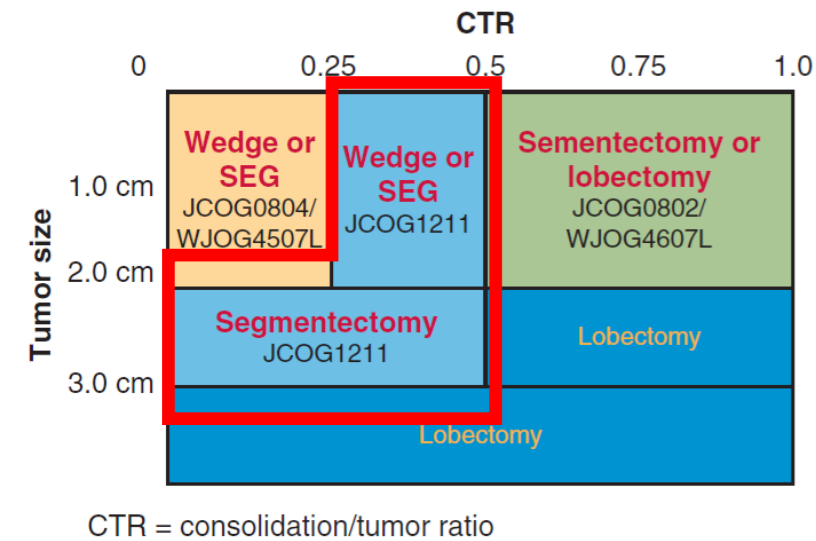 CTR
0 0.25 0.5 0.75 1.0
Tumor size
1.0 cm
2.0 cm
3.0 cm
Wedge or
SEG
JCOG0804/
WJOG4507L
Wedge or
SEG
JCOG1211
Sementectomy or
lobectomy
JCOG0802/
WJOG4607L
Segmentectomy
JCOG1211
Lobectomy
Lobectomy
CTR = consolidation/tumor ratio